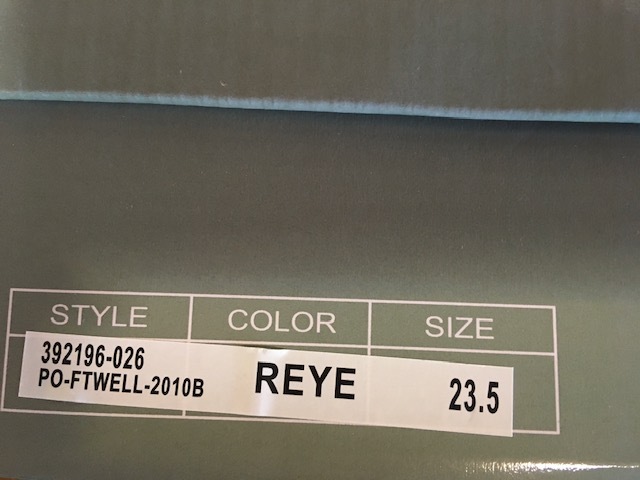 STYLE COLOR SIZE
392196-026
PO-FTWELL-2010B REYE 23.5